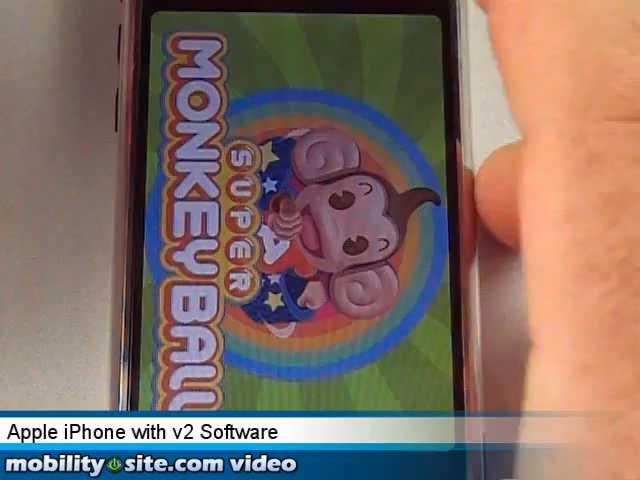 SUPER
MONKEY BALL
Apple iPhone with v2 Software
mobility site.com video